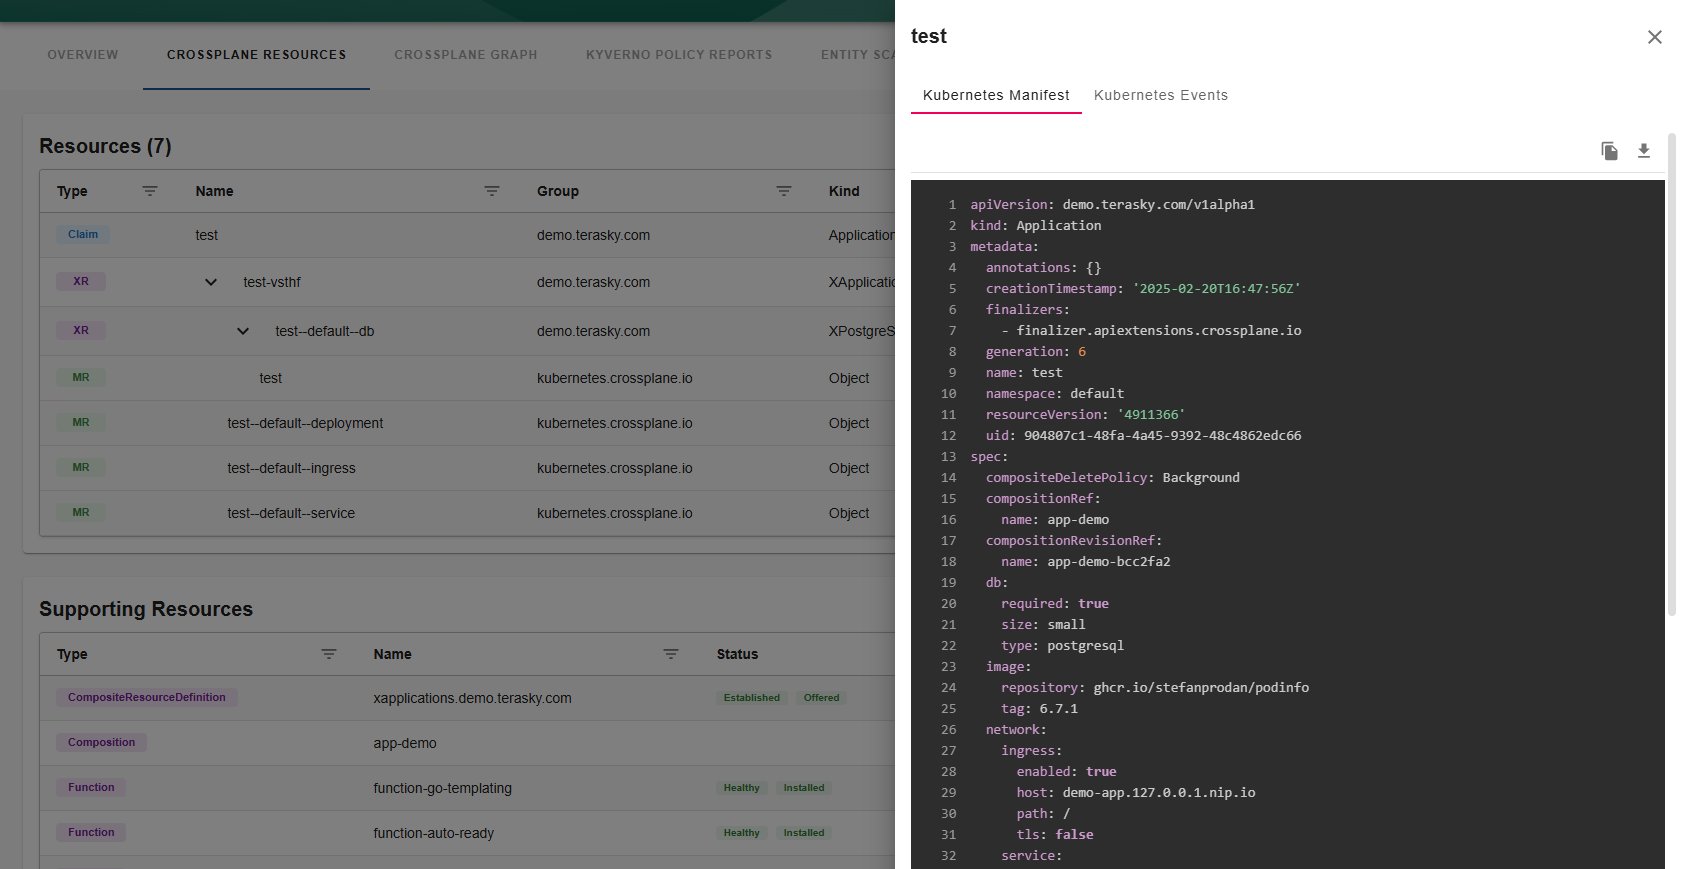 OVERVIEW CROSSPLANE RESOURCES CROSSPLANE GRAPH KYVERNO POLICY REPORTS ENTITY SCA
Resources (7)
Type Name Group Kind
Claim test demo.terasky.com Application
XR test-vsthf demo.terasky.com XApplicatio
XR test--default--db demo.terasky.com XPostgreS
MR test kubernetes.crossplane.io Object
MR test--default--deployment kubernetes.crossplane.io Object
MR test--default--ingress kubernetes.crossplane.io Object
MR test--default--service kubernetes.crossplane.io Object
Supporting Resources
Type Name Status
CompositeResourceDefinition xapplications.demo.terasky.com Established Offered
Composition app-demo
Function function-go-templating Healthy Installed
Function function-auto-ready Healthy Installed
test
Kubernetes Manifest Kubernetes Events
1 apiVersion: demo.terasky.com/v1alpha1
2 kind: Application
3 metadata:
4 annotations: {}
5 creationTimestamp: '2025-02-20T16:47:56Z'
6 finalizers:
7 - finalizer.apiextensions.crossplane.io
8 generation: 6
9 name: test
10 namespace: default
11 resourceVersion: '4911366'
12 uid: 904807c1-48fa-4a45-9392-48c4862edc66
13 spec:
14 compositeDeletePolicy: Background
15 compositionRef:
16 name: app-demo
17 compositionRevisionRef:
18 name: app-demo-bcc2fa2
19 db:
20 required: true
21 size: small
22 type: postgresql
23 image:
24 repository: ghcr.io/stefanprodan/podinfo
25 tag: 6.7.1
26 network:
27 ingress:
28 enabled: true
29 host: demo-app.127.0.0.1.nip.io
30 path: /
31 tls: false
32 service: